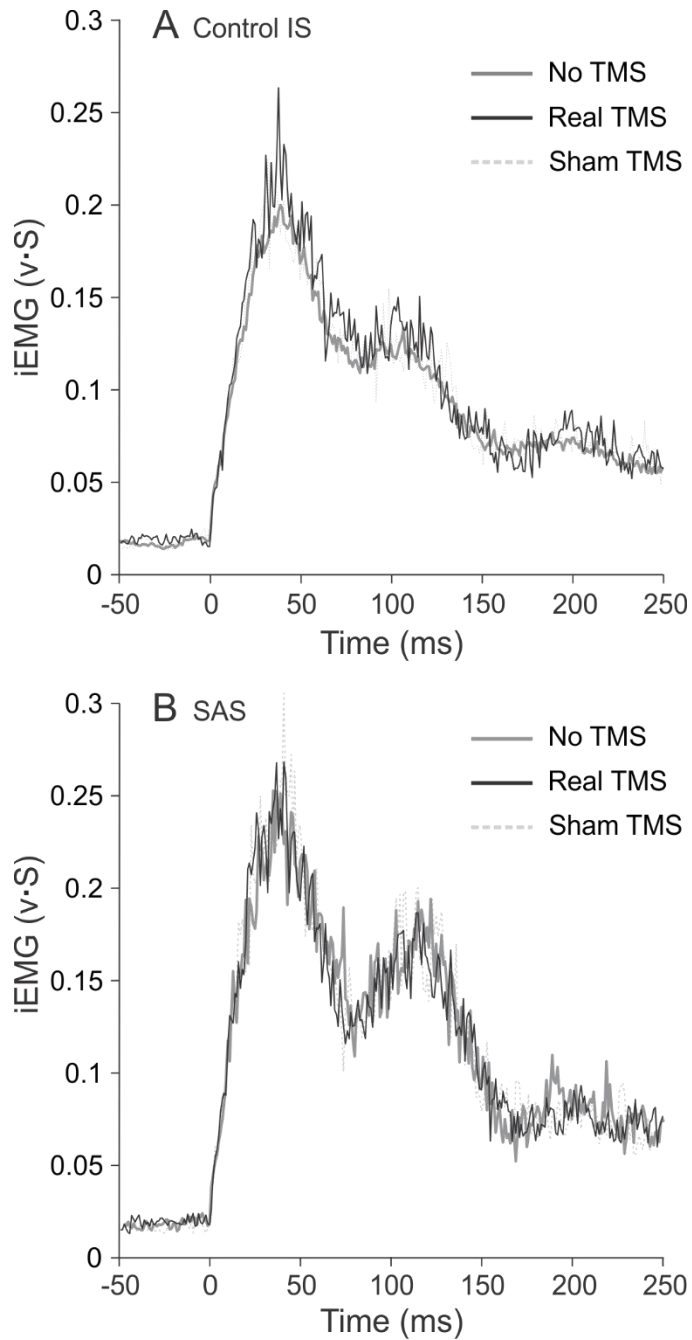 A Control IS
No TMS
Real TMS
Sham TMS
iEMG (v·S)
0.3
0.25
0.2
0.15
0.1
0.05
0
-50 0 50 100 150 200 250
Time (ms)
B SAS
No TMS
Real TMS
Sham TMS
iEMG (v·S)
0.3
0.25
0.2
0.15
0.1
0.05
0
-50 0 50 100 150 200 250
Time (ms)